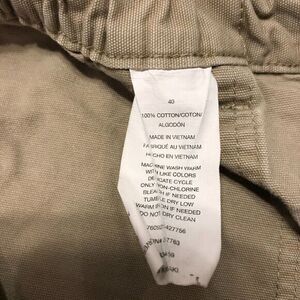 40
100% COTTON/COTON/
ALGODÓN
MADE IN VIETNAM
FABRIQUÉ AU VIETNAM
HECHO EN VIETNAM
MACHINE WASH WARM
WITH LIKE COLORS
DELICATE CYCLE
ONLY NON-CHLORINE
BLEACH IF NEEDED
TUMBLE DRY LOW
WARM IRON IF NEEDED
DO NOT DRY CLEAN